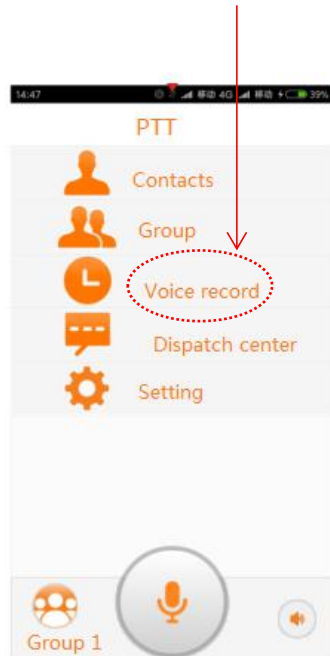 14:47 移动 4G 移动 39%
PTT
Contacts
Group
Voice record
Dispatch center
Setting
Group 1